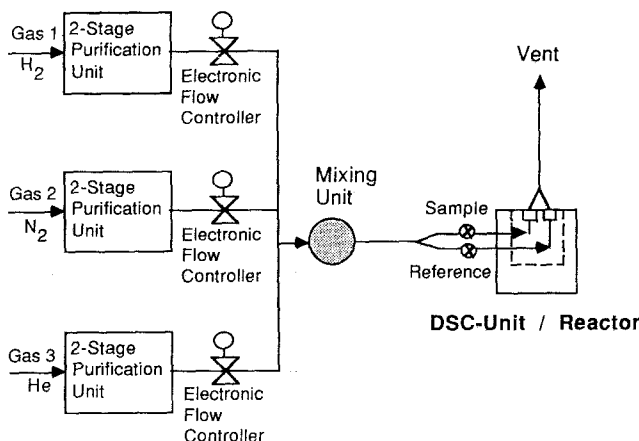 Gas 1
H2
2-Stage
Purification
Unit
Electronic
Flow
Controller
Gas 2
N2
2-Stage
Purification
Unit
Electronic
Flow
Controller
Gas 3
He
2-Stage
Purification
Unit
Electronic
Flow
Controller
Mixing
Unit
Sample
Reference
Vent
DSC-Unit / Reactor